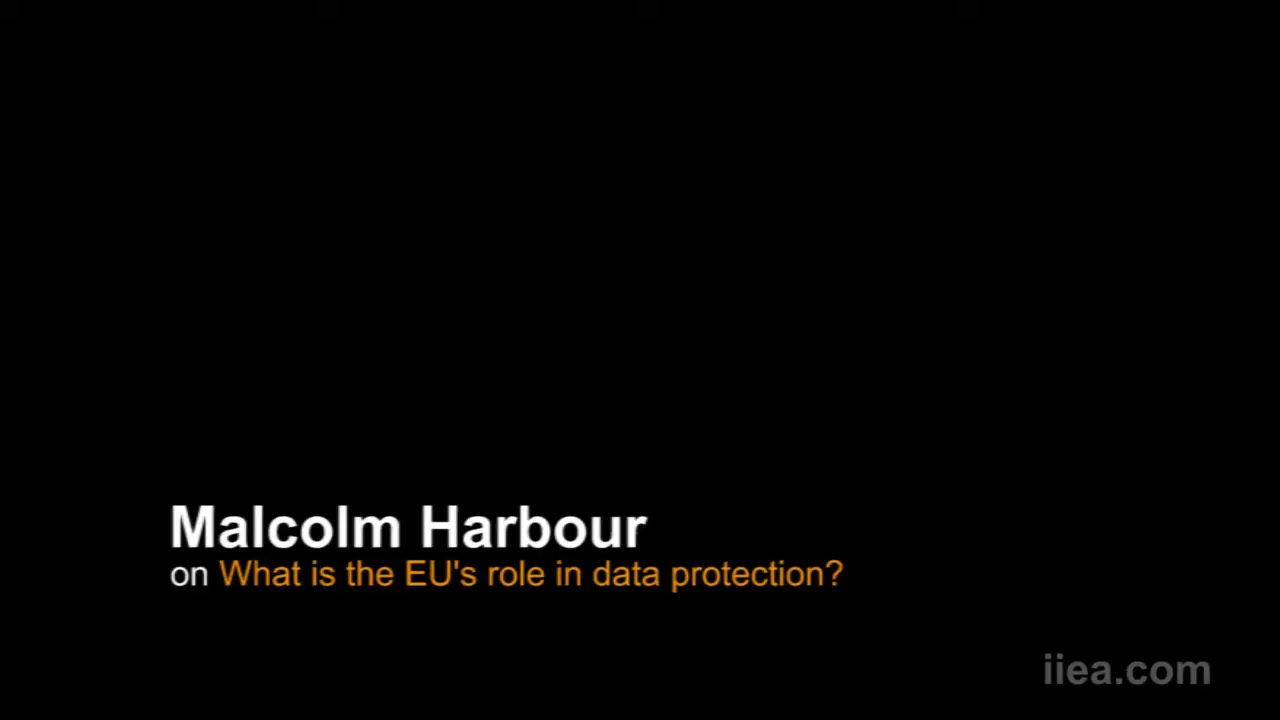 Malcolm Harbour
on What is the EU's role in data protection?
iiea.com